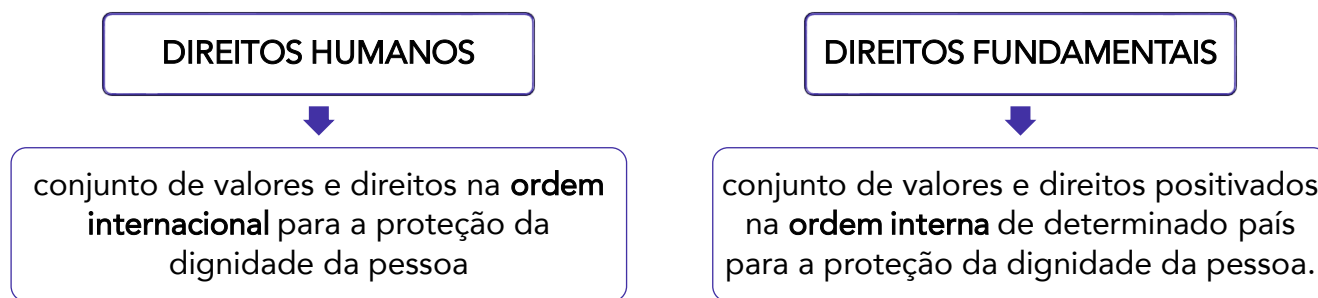 DIREITOS HUMANOS
conjunto de valores e direitos na ordem
internacional para a proteção da
dignidade da pessoa
DIREITOS FUNDAMENTAIS
conjunto de valores e direitos positivados
na ordem interna de determinado país
para a proteção da dignidade da pessoa.